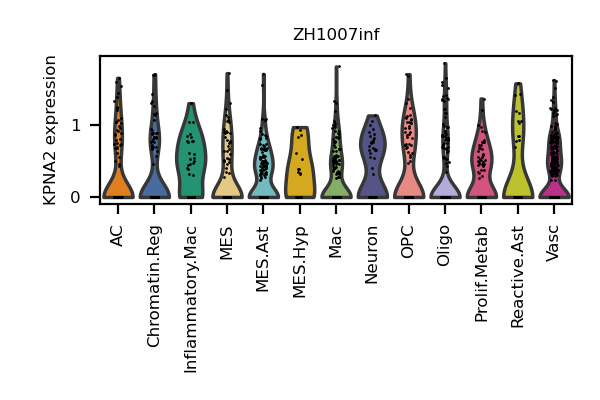 ZH1007inf
KPNA2 expression
1
0
AC
Chromatin.Reg
Inflammatory.Mac
MES
MES.Ast
MES.Hyp
Mac
Neuron
OPC
Oligo
Prolif.Metab
Reactive.Ast
Vasc